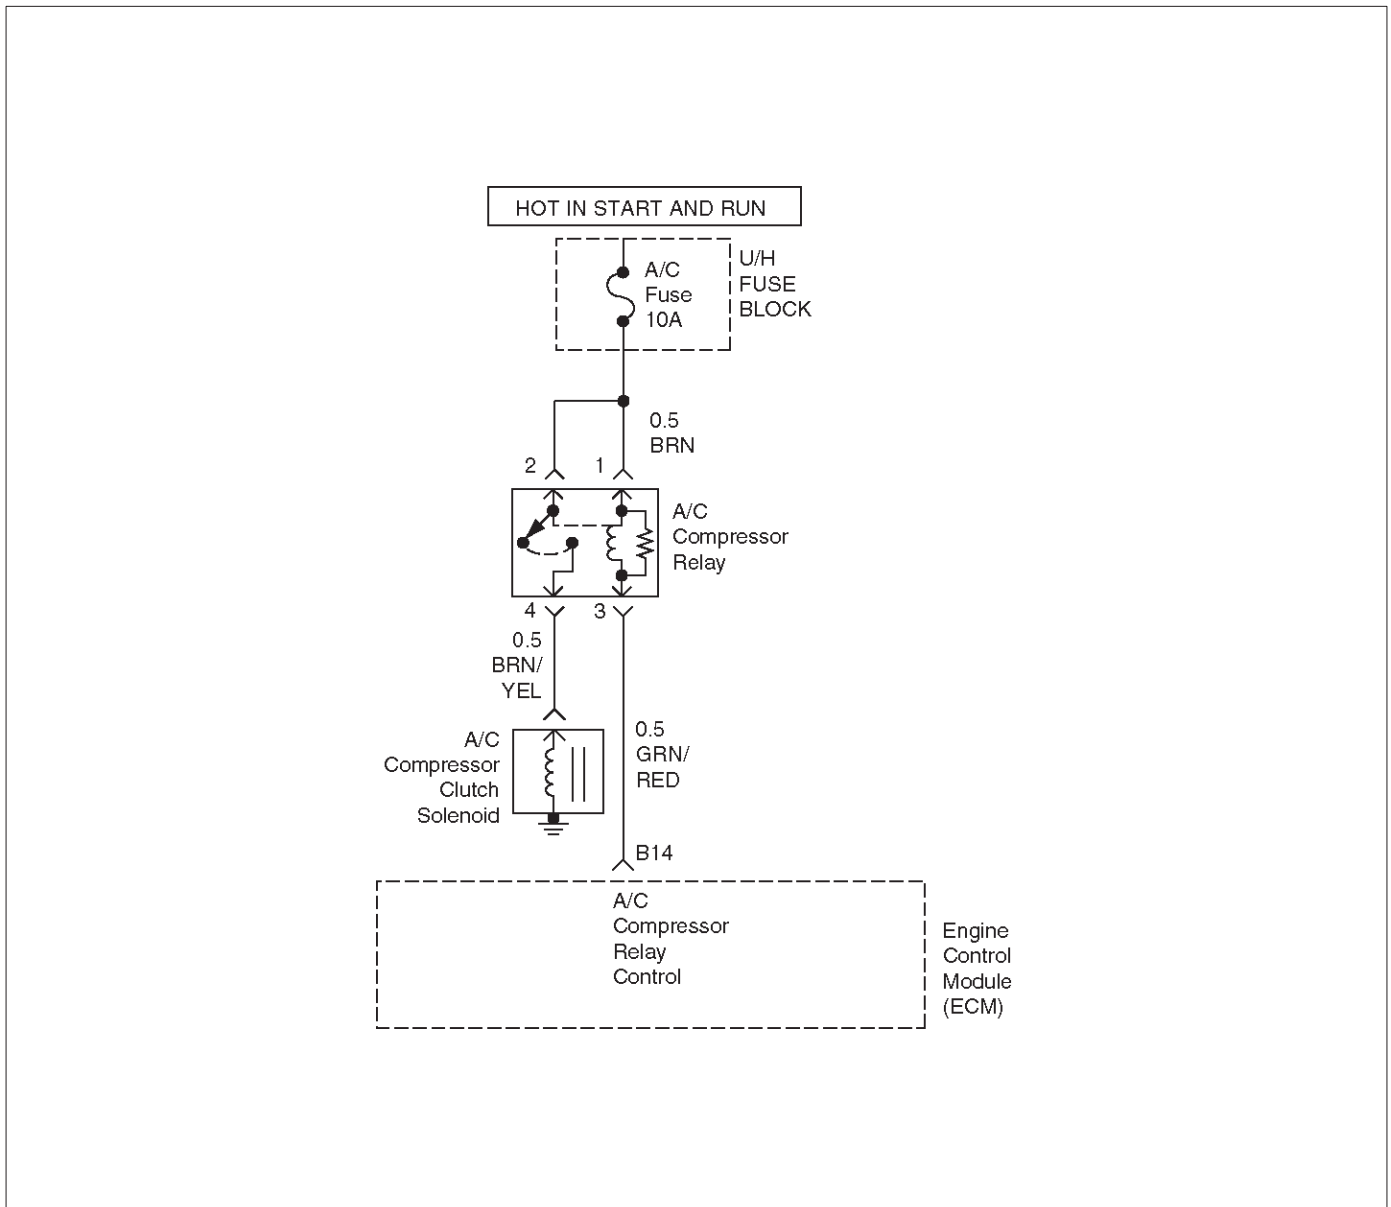 HOT IN START AND RUN
A/C
Fuse
10A
U/H
FUSE
BLOCK
0.5
BRN
2
1
A/C
Compressor
Relay
4
3
0.5
BRN/
YEL
A/C
Compressor
Clutch
Solenoid
0.5
GRN/
RED
B14
A/C
Compressor
Relay
Control
Engine
Control
Module
(ECM)